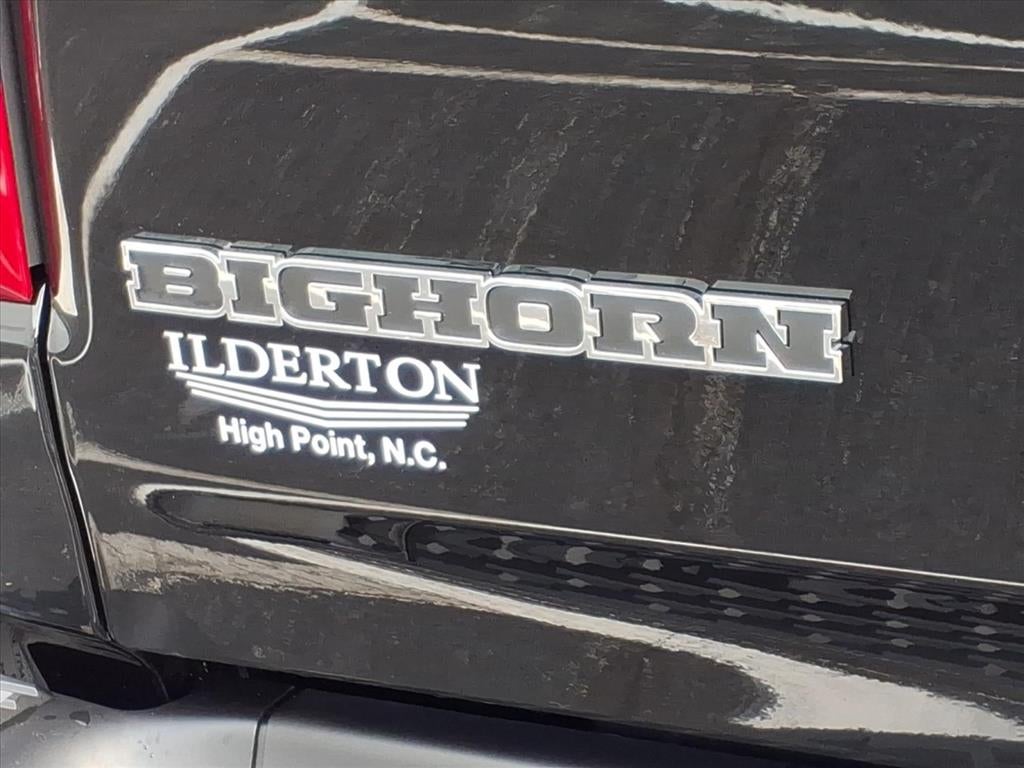 BIGHORN
ILDERTON
High Point, N.C.